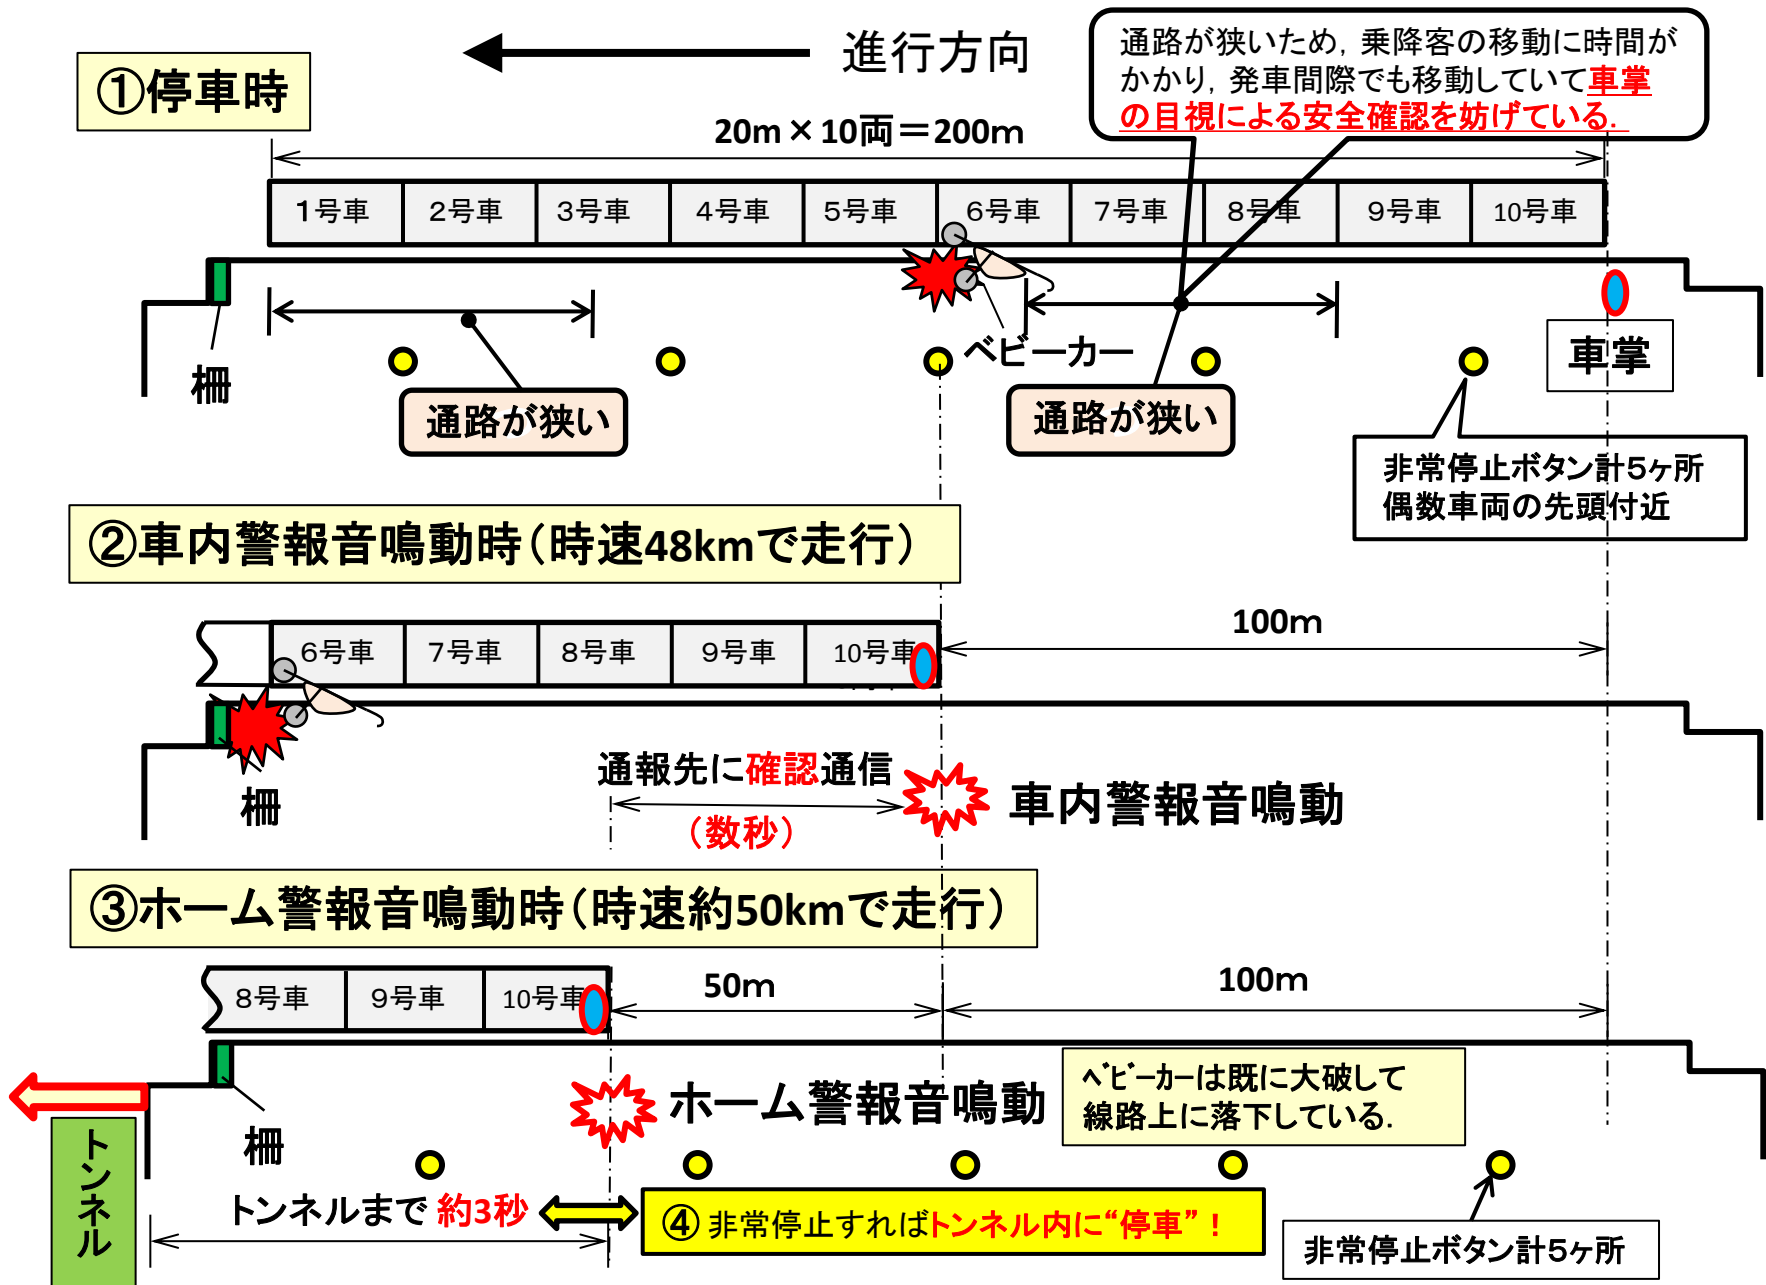 進行方向
通路が狭いため，乗降客の移動に時間が
かかり，発車間際でも移動していて車掌
の目視による安全確認を妨げている．
①停車時
20m×10両＝200m
1号車 2号車 3号車 4号車 5号車 6号車 7号車 8号車 9号車 10号車
柵
ベビーカー
車掌
通路が狭い
通路が狭い
非常停止ボタン計5ヶ所
偶数車両の先頭付近
②車内警報音鳴動時（時速48kmで走行）
100m
6号車 7号車 8号車 9号車 10号車
柵
通報先に確認通信
（数秒）
車内警報音鳴動
③ホーム警報音鳴動時（時速約50kmで走行）
8号車 9号車 10号車
50m
100m
柵
ホーム警報音鳴動
ベビーカーは既に大破して
線路上に落下している．
トンネル
トンネルまで 約3秒
④ 非常停止すればトンネル内に“停車”！
非常停止ボタン計5ヶ所